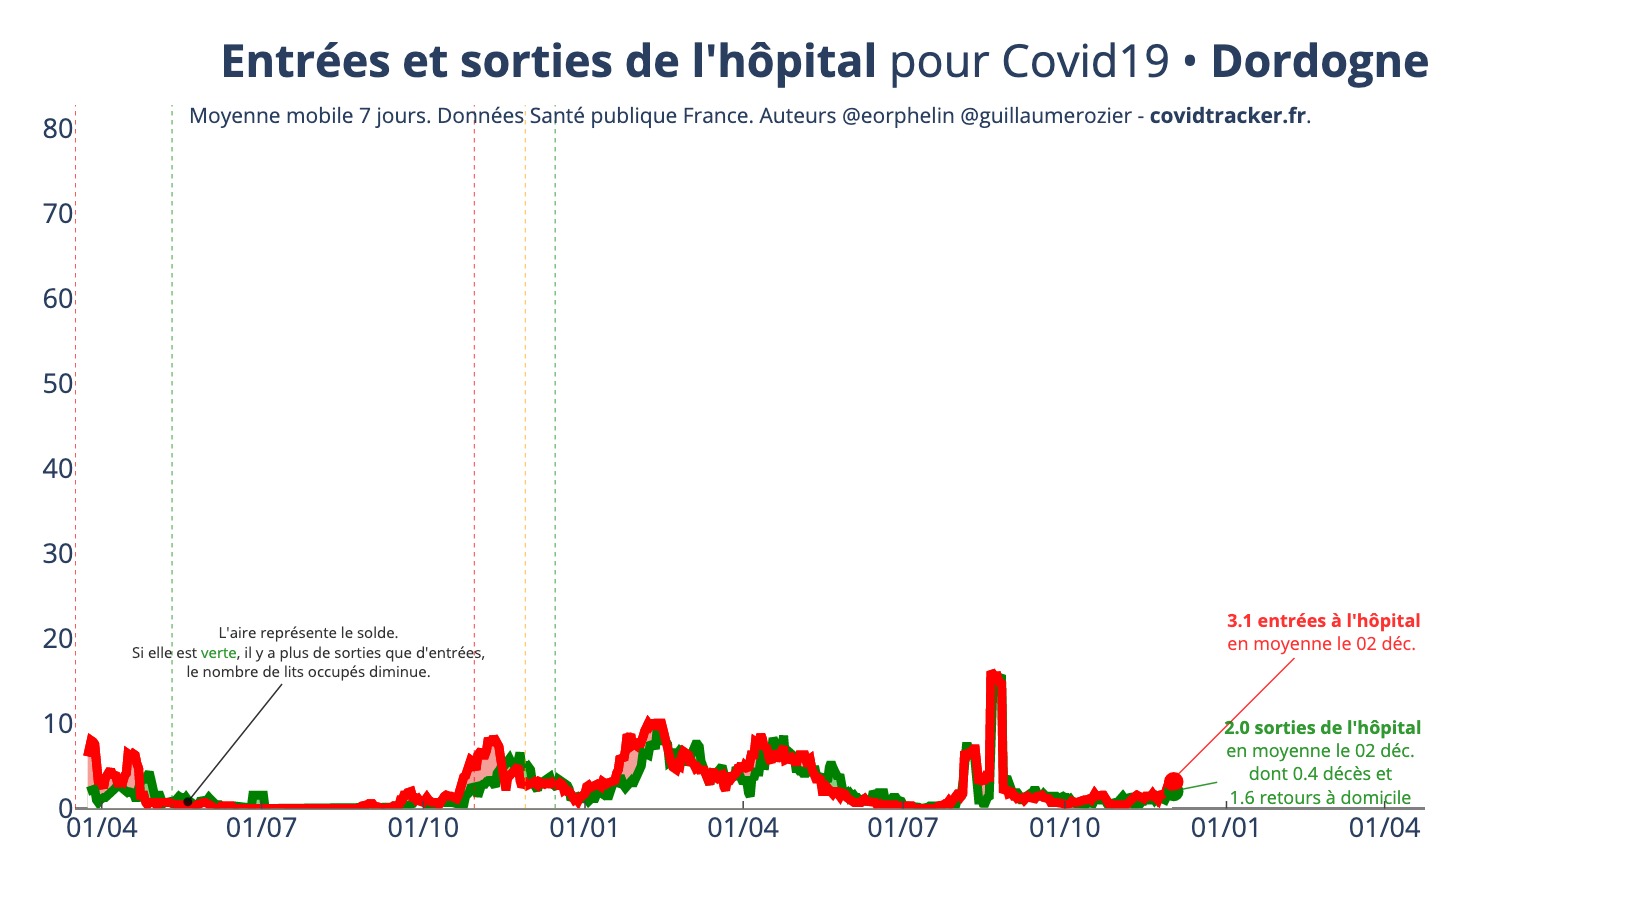 Entrées et sorties de l'hôpital pour Covid19 • Dordogne
Moyenne mobile 7 jours. Données Santé publique France. Auteurs @eorphelin @guillaumerozier - covidtracker.fr.
80
70
60
50
40
30
20
10
0
L'aire représente le solde.
Si elle est verte, il y a plus de sorties que d'entrées,
le nombre de lits occupés diminue.
3.1 entrées à l'hôpital
en moyenne le 02 déc.
2.0 sorties de l'hôpital
en moyenne le 02 déc.
dont 0.4 décès et
1.6 retours à domicile
01/04 01/07 01/10 01/01 01/04 01/07 01/10 01/01 01/04